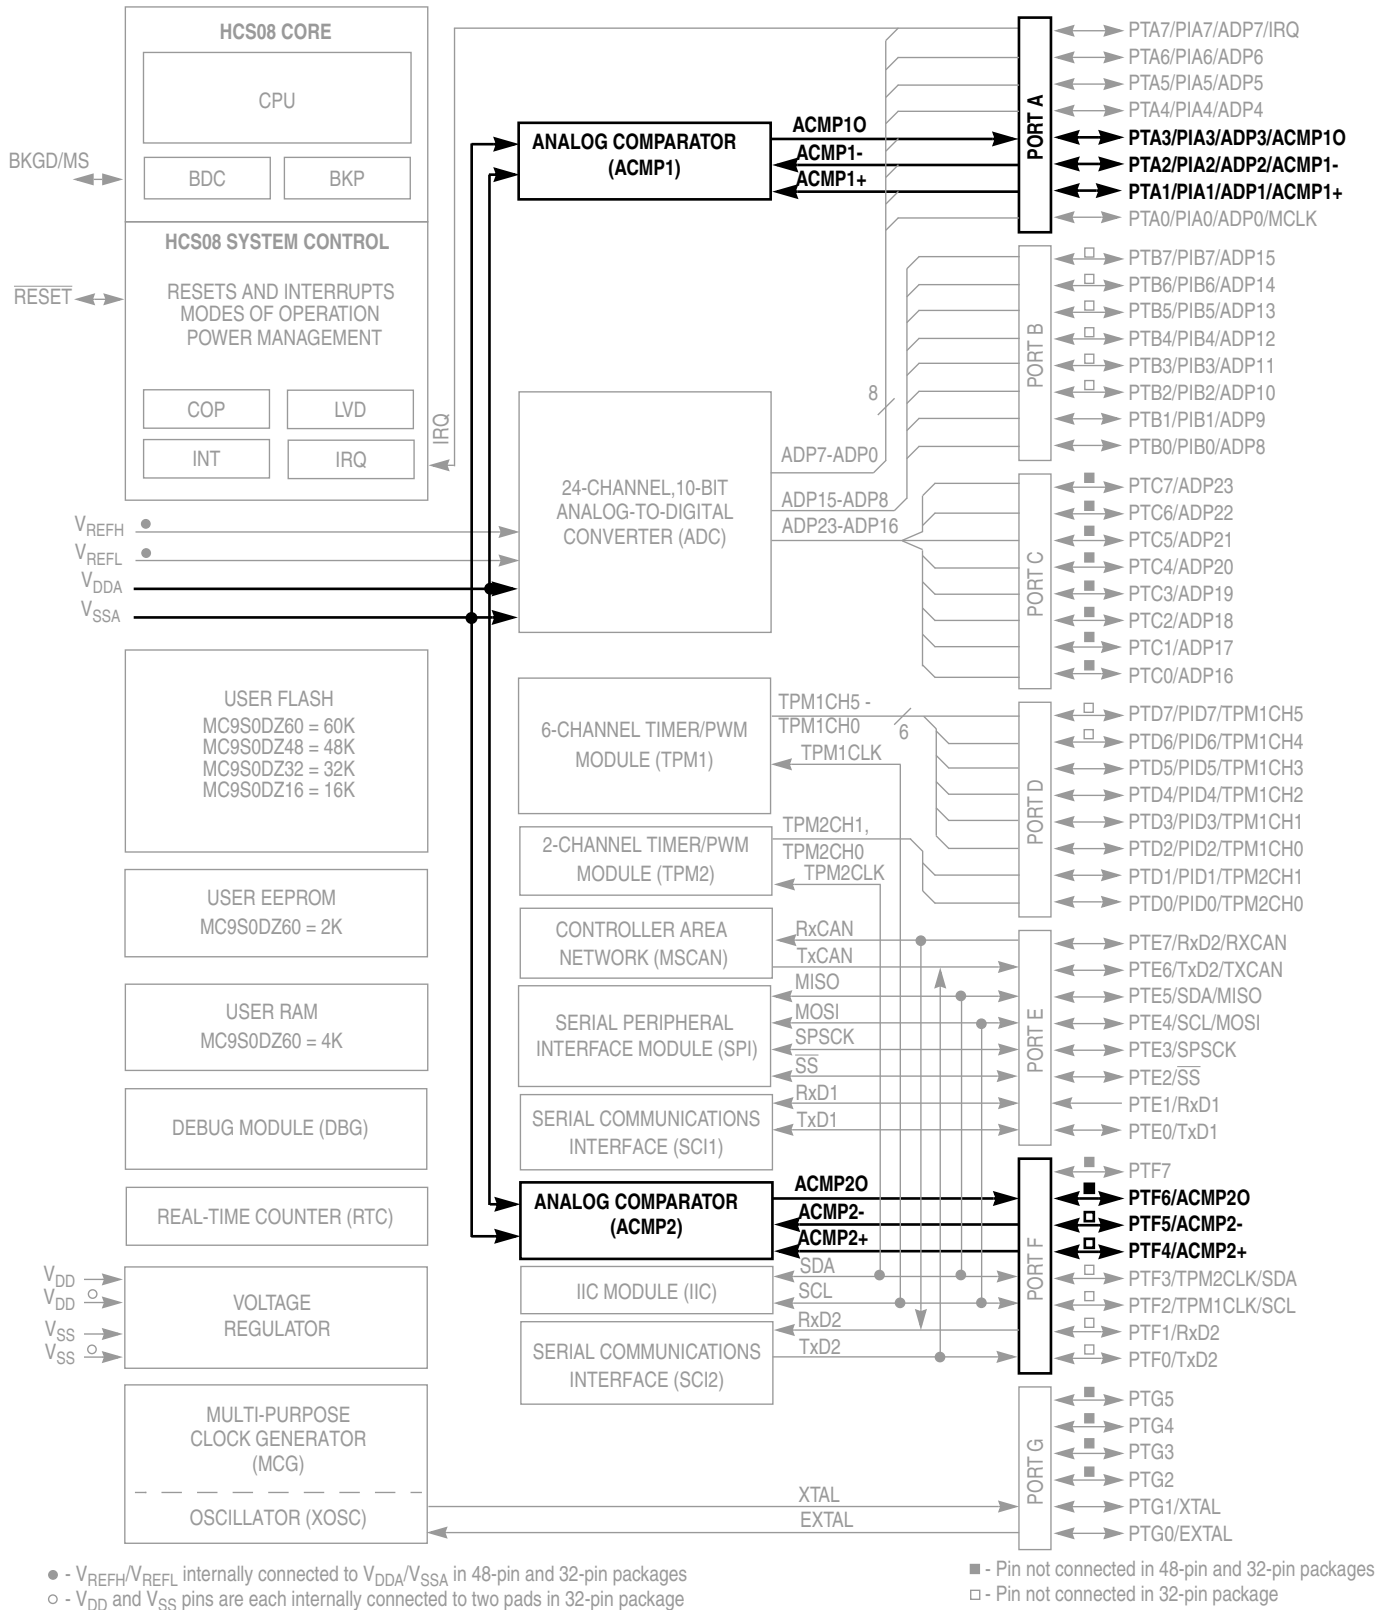 HCS08 CORE
CPU
BDC
BKP
BKGD/MS
HCS08 SYSTEM CONTROL
RESETS AND INTERRUPTS
MODES OF OPERATION
POWER MANAGEMENT
RESET
COP
LVD
INT
IRQ
IRQ
VREFH
VREFL
VDDA
VSSA
USER FLASH
MC9S0DZ60 = 60K
MC9S0DZ48 = 48K
MC9S0DZ32 = 32K
MC9S0DZ16 = 16K
USER EEPROM
MC9S0DZ60 = 2K
USER RAM
MC9S0DZ60 = 4K
DEBUG MODULE (DBG)
REAL-TIME COUNTER (RTC)
VDD
VDD
VSS
VSS
VOLTAGE
REGULATOR
MULTI-PURPOSE
CLOCK GENERATOR
(MCG)
OSCILLATOR (XOSC)
ANALOG COMPARATOR
(ACMP1)
ACMP1O
ACMP1-
ACMP1+
24-CHANNEL,10-BIT
ANALOG-TO-DIGITAL
CONVERTER (ADC)
8
ADP7-ADP0
ADP15-ADP8
ADP23-ADP16
6-CHANNEL TIMER/PWM
MODULE (TPM1)
TPM1CH5 -
TPM1CH0
6
TPM1CLK
2-CHANNEL TIMER/PWM
MODULE (TPM2)
TPM2CH1,
TPM2CH0
TPM2CLK
CONTROLLER AREA
NETWORK (MSCAN)
RxCAN
TxCAN
SERIAL PERIPHERAL
INTERFACE MODULE (SPI)
MISO
MOSI
SPSCK
SS
SERIAL COMMUNICATIONS
INTERFACE (SCI1)
RxD1
TxD1
ANALOG COMPARATOR
(ACMP2)
ACMP2O
ACMP2-
ACMP2+
IIC MODULE (IIC)
SDA
SCL
SERIAL COMMUNICATIONS
INTERFACE (SCI2)
RxD2
TxD2
XTAL
EXTAL
PORT A
PTA7/PIA7/ADP7/IRQ
PTA6/PIA6/ADP6
PTA5/PIA5/ADP5
PTA4/PIA4/ADP4
PTA3/PIA3/ADP3/ACMP1O
PTA2/PIA2/ADP2/ACMP1-
PTA1/PIA1/ADP1/ACMP1+
PTA0/PIA0/ADP0/MCLK
PORT B
PTB7/PIB7/ADP15
PTB6/PIB6/ADP14
PTB5/PIB5/ADP13
PTB4/PIB4/ADP12
PTB3/PIB3/ADP11
PTB2/PIB2/ADP10
PTB1/PIB1/ADP9
PTB0/PIB0/ADP8
PORT C
PTC7/ADP23
PTC6/ADP22
PTC5/ADP21
PTC4/ADP20
PTC3/ADP19
PTC2/ADP18
PTC1/ADP17
PTC0/ADP16
PORT D
PTD7/PID7/TPM1CH5
PTD6/PID6/TPM1CH4
PTD5/PID5/TPM1CH3
PTD4/PID4/TPM1CH2
PTD3/PID3/TPM1CH1
PTD2/PID2/TPM1CH0
PTD1/PID1/TPM2CH1
PTD0/PID0/TPM2CH0
PORT E
PTE7/RxD2/RXCAN
PTE6/TxD2/TXCAN
PTE5/SDA/MISO
PTE4/SCL/MOSI
PTE3/SPSCK
PTE2/SS
PTE1/RxD1
PTE0/TxD1
PORT F
PTF7
PTF6/ACMP2O
PTF5/ACMP2-
PTF4/ACMP2+
PTF3/TPM2CLK/SDA
PTF2/TPM1CLK/SCL
PTF1/RxD2
PTF0/TxD2
PORT G
PTG5
PTG4
PTG3
PTG2
PTG1/XTAL
PTG0/EXTAL
● - VREFH/VREFL internally connected to VDDA/VSSA in 48-pin and 32-pin packages
○ - VDD and VSS pins are each internally connected to two pads in 32-pin package
■ - Pin not connected in 48-pin and 32-pin packages
□ - Pin not connected in 32-pin package